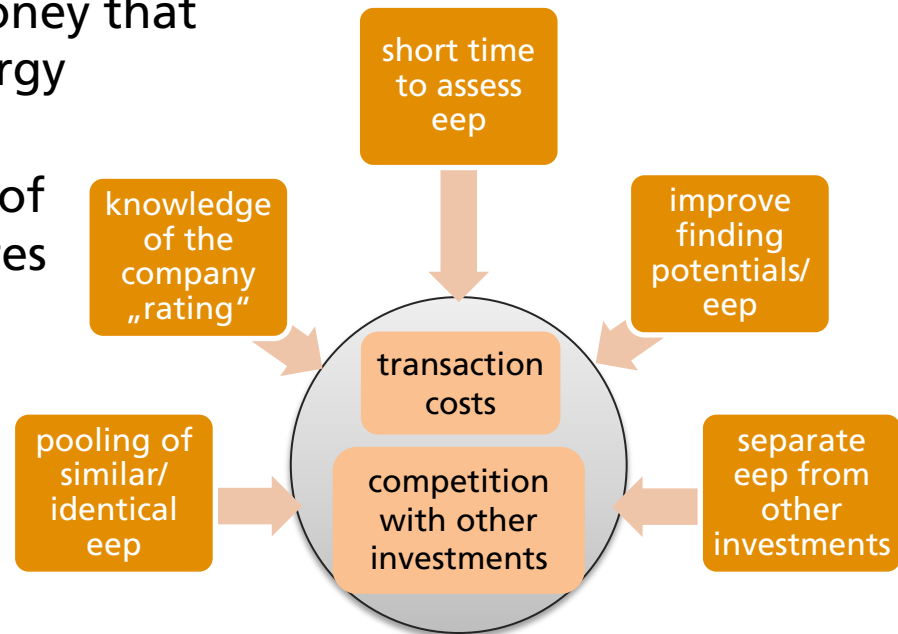 oney that
rgy
of
res
short time
to assess
eep
knowledge
of the
company
„rating“
improve
finding
potentials/
eep
transaction
costs
pooling of
similar/
identical
eep
competition
with other
investments
separate
eep from
other
investments